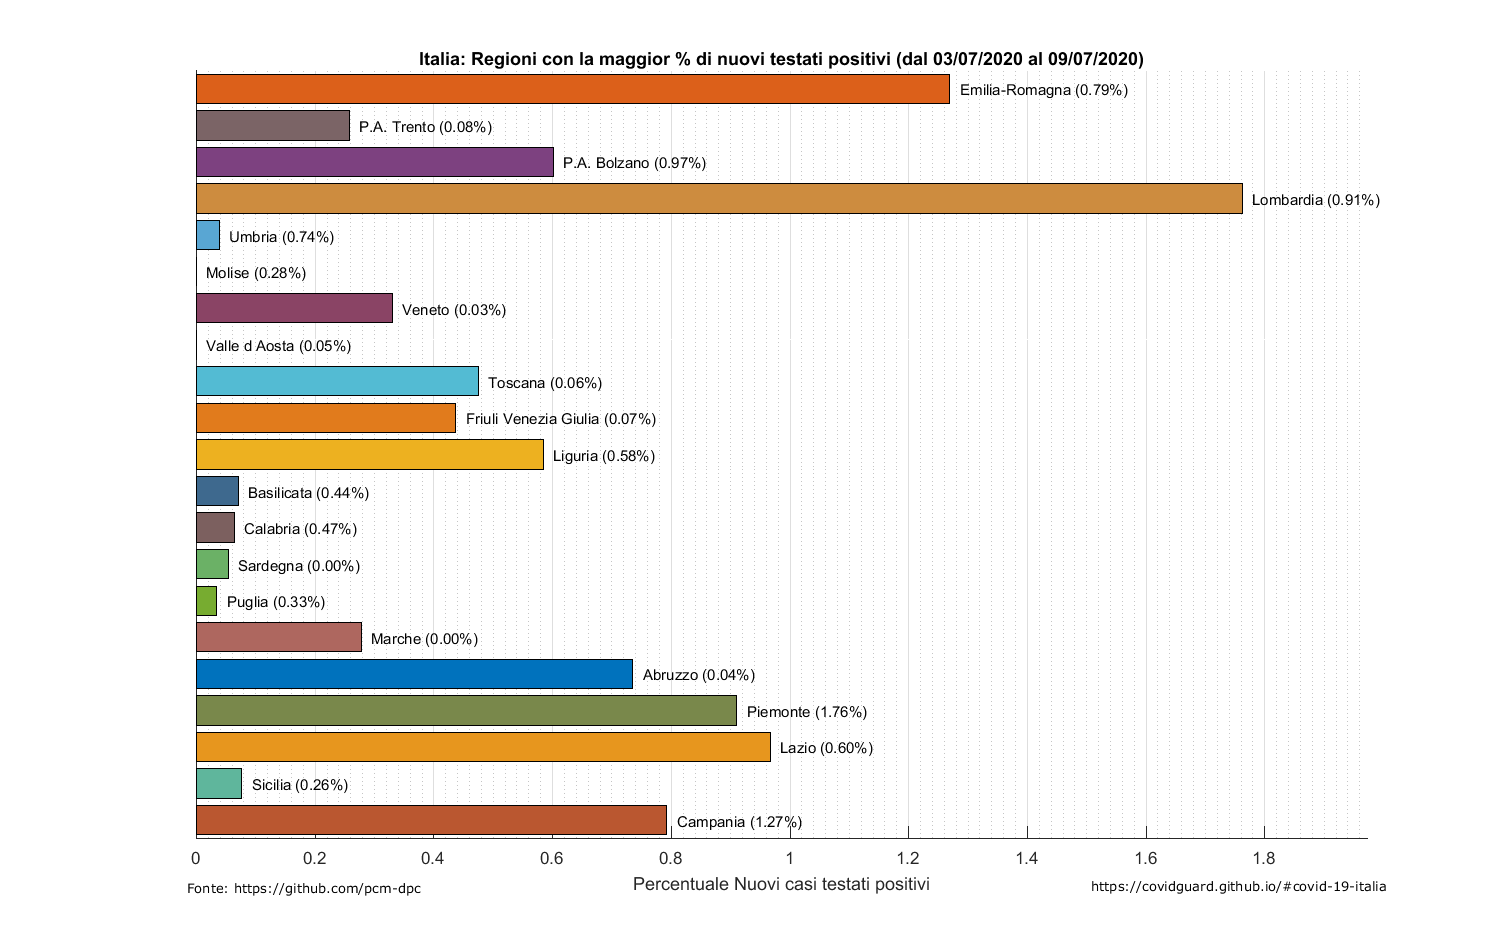 Italia: Regioni con la maggior % di nuovi testati positivi (dal 03/07/2020 al 09/07/2020)
Emilia-Romagna (0.79%)
P.A. Trento (0.08%)
P.A. Bolzano (0.97%)
Lombardia (0.91%)
Umbria (0.74%)
Molise (0.28%)
Veneto (0.03%)
Valle d Aosta (0.05%)
Toscana (0.06%)
Friuli Venezia Giulia (0.07%)
Liguria (0.58%)
Basilicata (0.44%)
Calabria (0.47%)
Sardegna (0.00%)
Puglia (0.33%)
Marche (0.00%)
Abruzzo (0.04%)
Piemonte (1.76%)
Lazio (0.60%)
Sicilia (0.26%)
Campania (1.27%)
0 0.2 0.4 0.6 0.8 1 1.2 1.4 1.6 1.8
Percentuale Nuovi casi testati positivi
Fonte: https://github.com/pcm-dpc
https://covidguard.github.io/#covid-19-italia